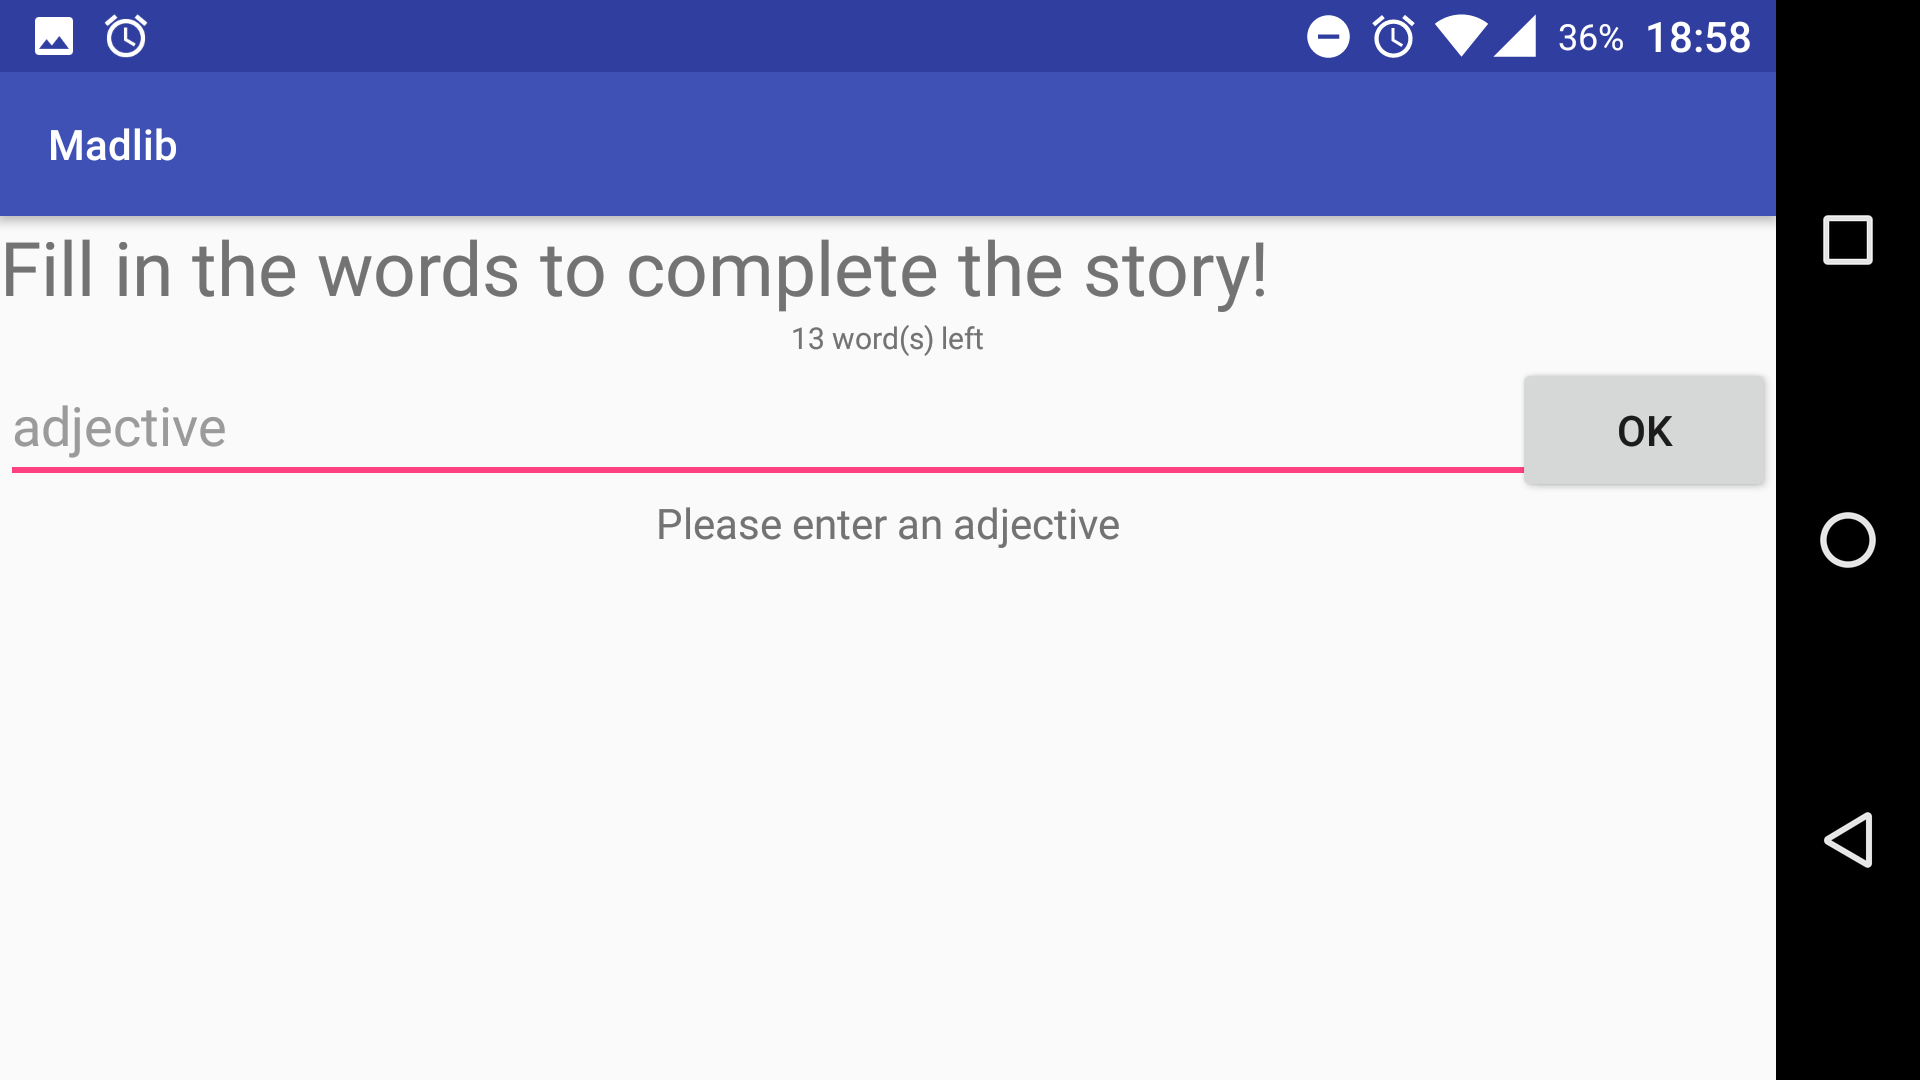 36% 18:58
Madlib
Fill in the words to complete the story!
13 word(s) left
adjective
OK
Please enter an adjective